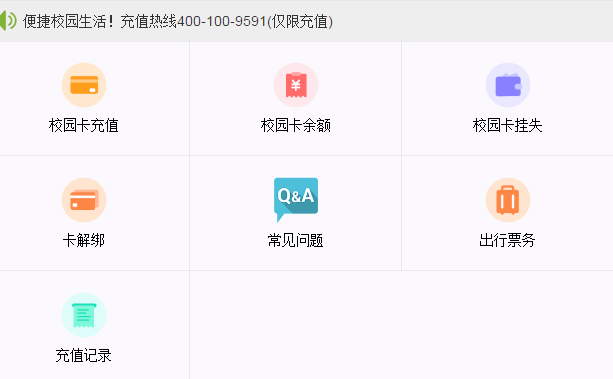 便捷校园生活！充值热线400-100-9591(仅限充值)
校园卡充值
校园卡余额
校园卡挂失
Q&A
卡解绑
常见问题
出行票务
充值记录